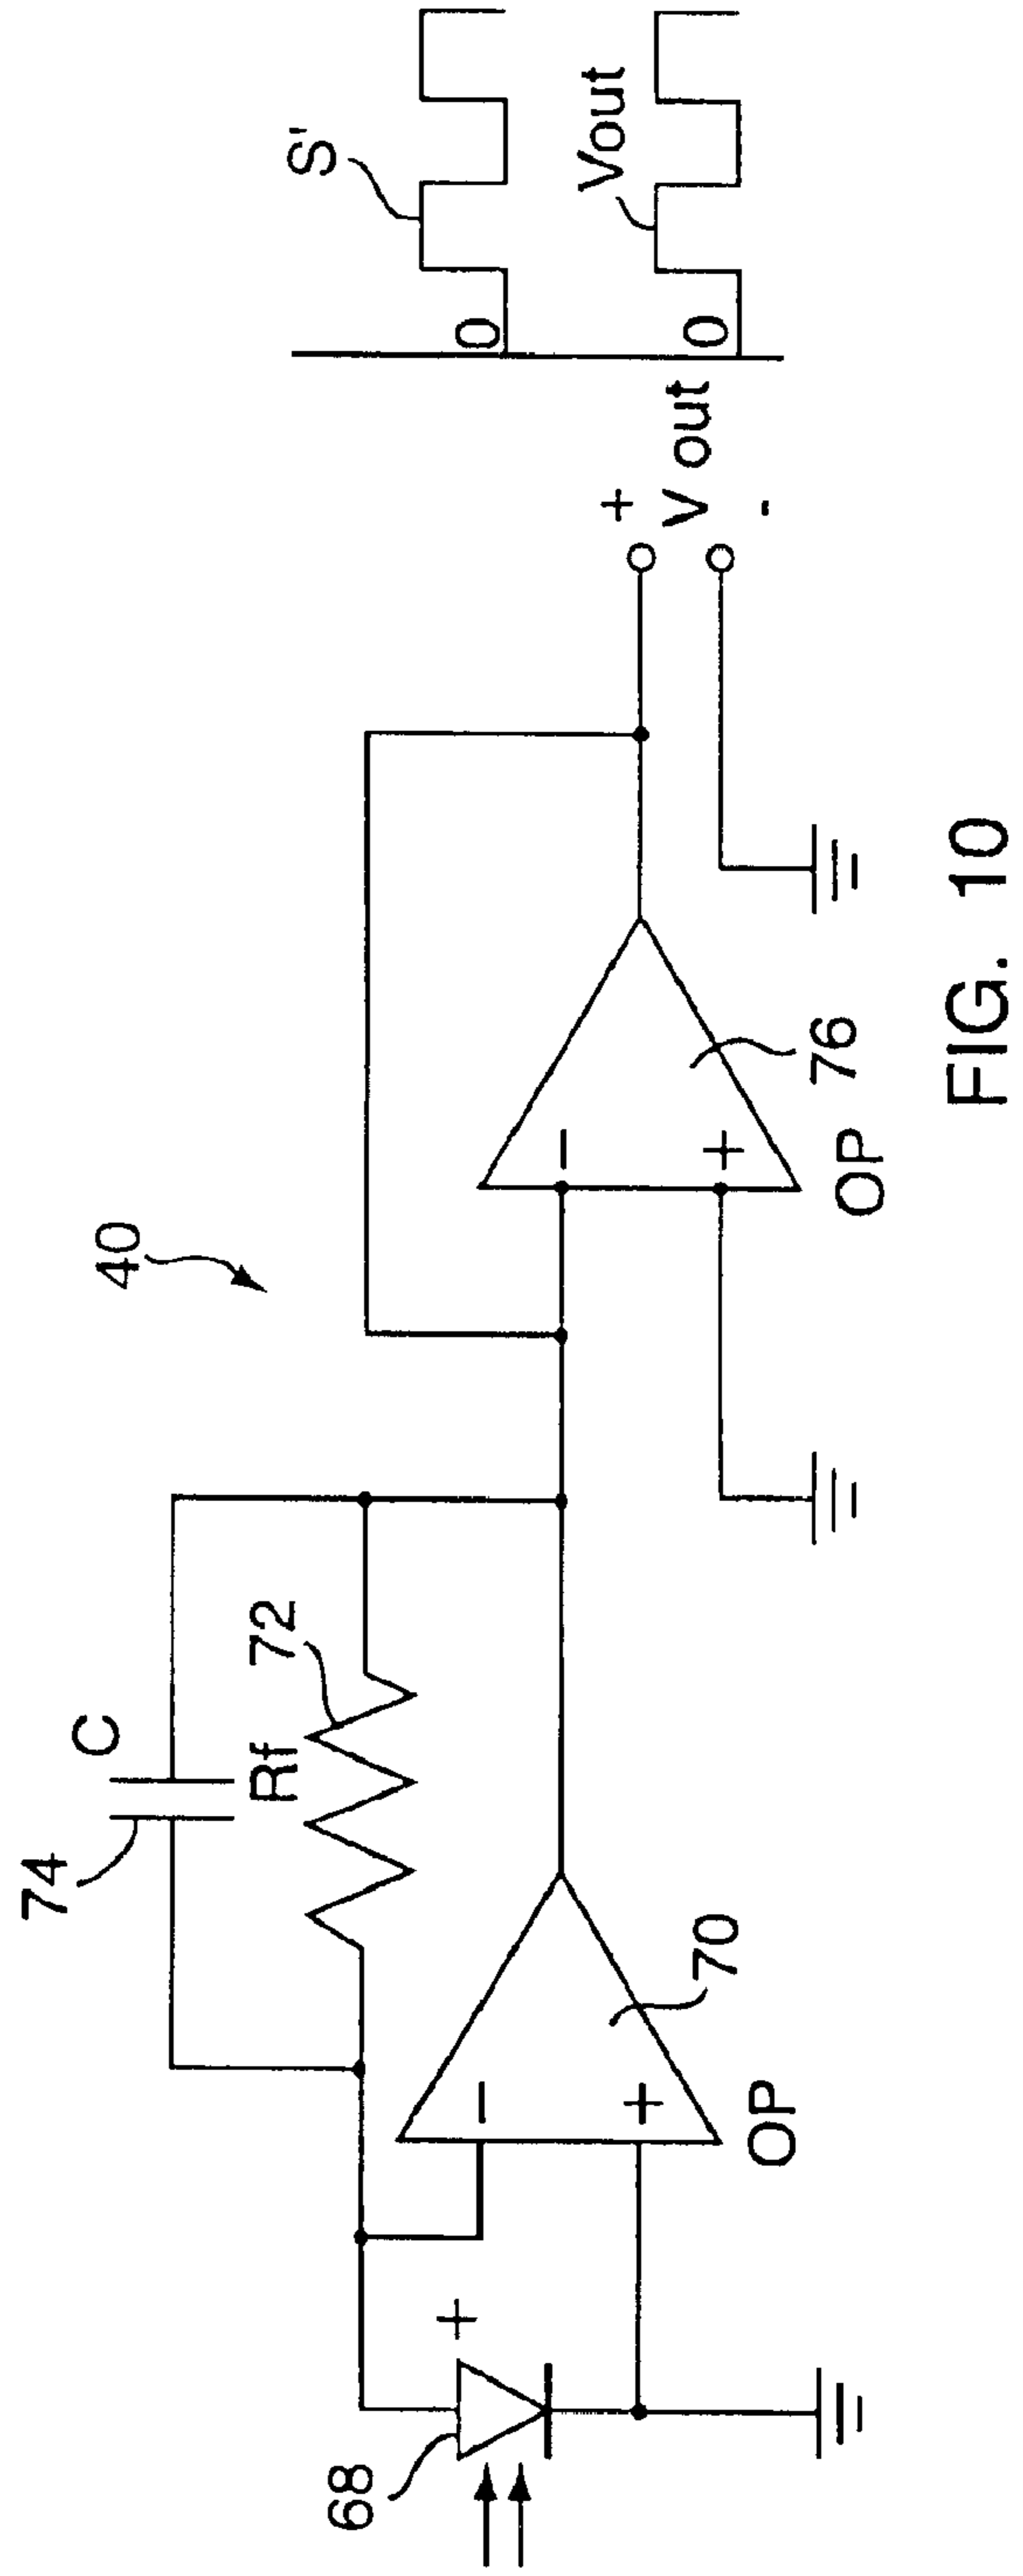 40
74
C
Rf
72
68
+
−
+
70
OP
−
+
76
OP
+
V out
-
0
S'
0
Vout
FIG. 10